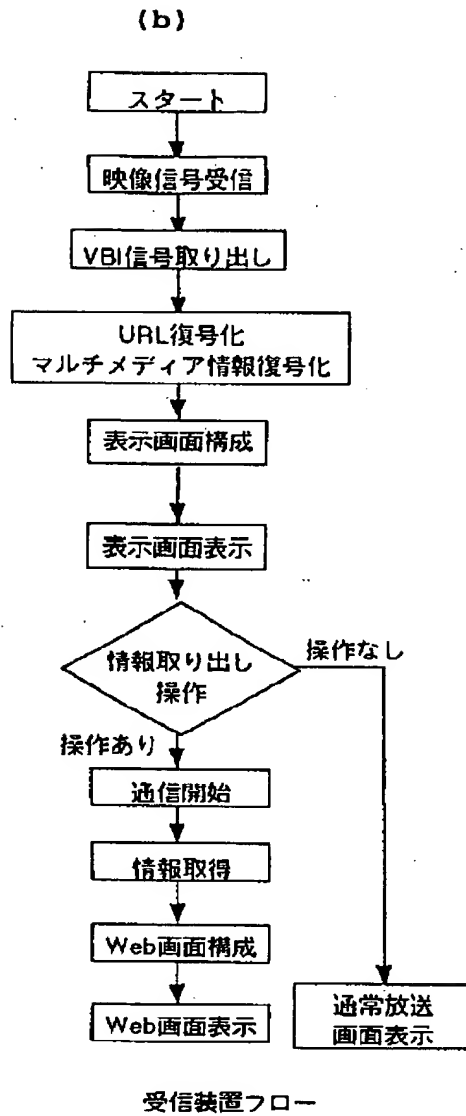 (b)
スタート
映像信号受信
VBI信号取り出し
URL復号化
マルチメディア情報復号化
表示画面構成
表示画面表示
情報取り出し
操作
操作なし
操作あり
通信開始
情報取得
Web画面構成
Web画面表示
通常放送
画面表示
受信装置フロー